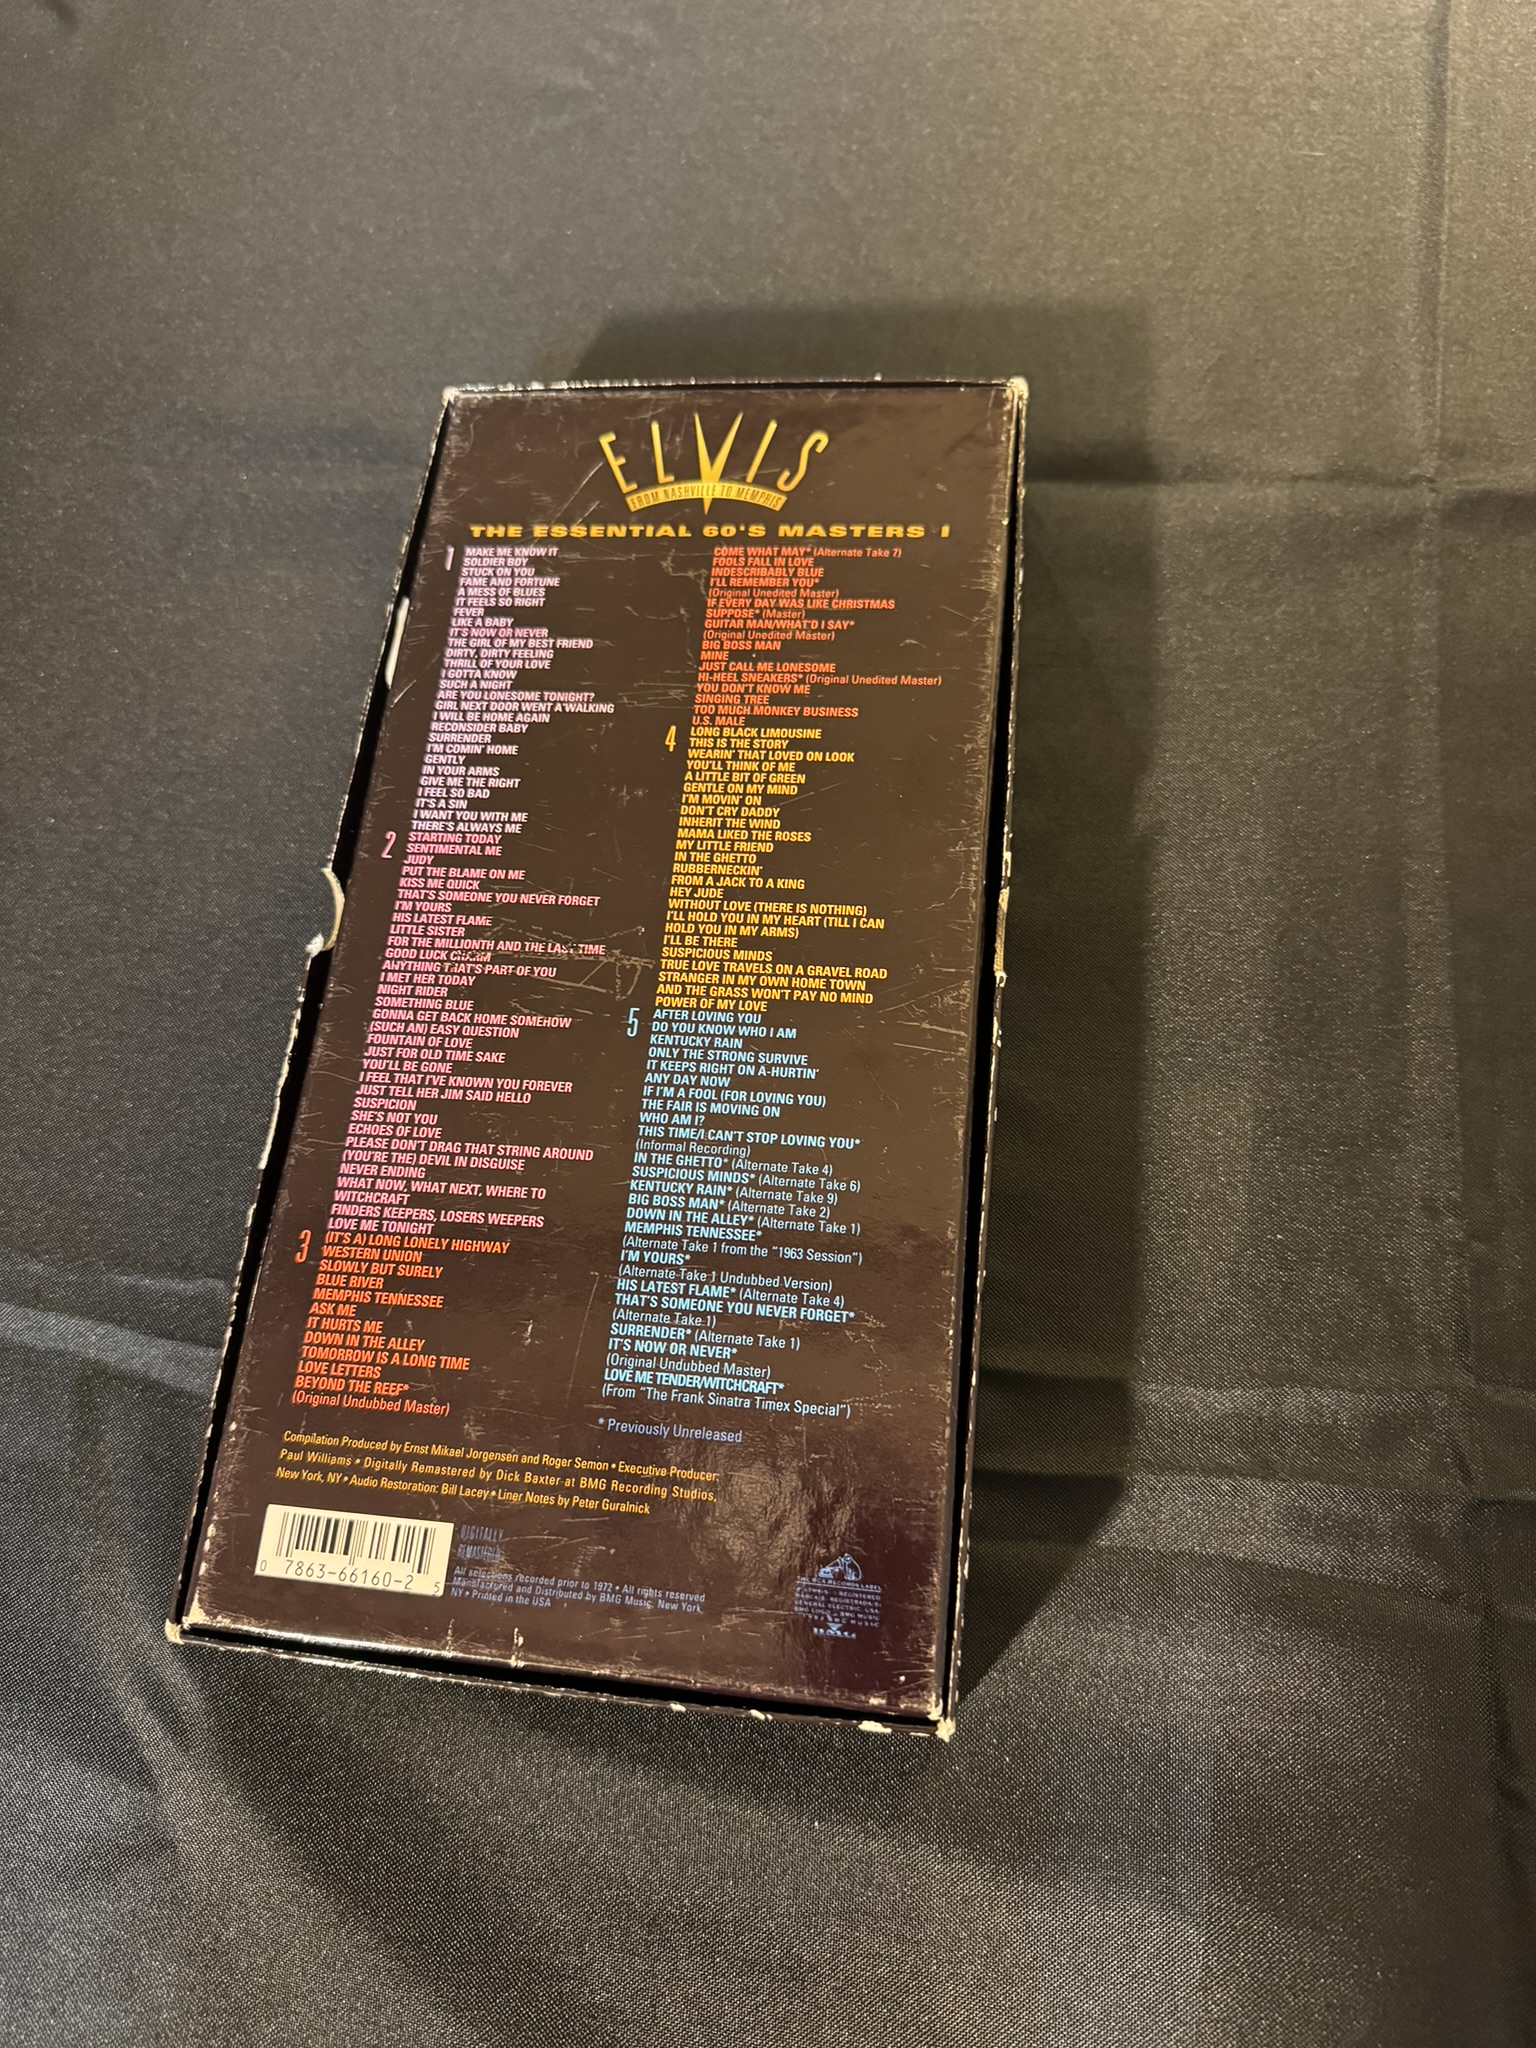 ELVIS
FROM NASHVILLE TO MEMPHIS
THE ESSENTIAL 60'S MASTERS I
1
MAKE ME KNOW IT
SOLDIER BOY
STUCK ON YOU
FAME AND FORTUNE
A MESS OF BLUES
IT FEELS SO RIGHT
FEVER
LIKE A BABY
IT'S NOW OR NEVER
THE GIRL OF MY BEST FRIEND
DIRTY, DIRTY FEELING
THRILL OF YOUR LOVE
I GOTTA KNOW
SUCH A NIGHT
ARE YOU LONESOME TONIGHT?
GIRL NEXT DOOR WENT A'WALKING
I WILL BE HOME AGAIN
RECONSIDER BABY
SURRENDER
I'M COMIN' HOME
GENTLY
IN YOUR ARMS
GIVE ME THE RIGHT
I FEEL SO BAD
IT'S A SIN
I WANT YOU WITH ME
THERE'S ALWAYS ME
2
STARTING TODAY
SENTIMENTAL ME
JUDY
PUT THE BLAME ON ME
KISS ME QUICK
THAT'S SOMEONE YOU NEVER FORGET
I'M YOURS
HIS LATEST FLAME
LITTLE SISTER
FOR THE MILLIONTH AND THE LAST TIME
GOOD LUCK CHARM
ANYTHING THAT'S PART OF YOU
I MET HER TODAY
NIGHT RIDER
SOMETHING BLUE
GONNA GET BACK HOME SOMEHOW
(SUCH AN) EASY QUESTION
FOUNTAIN OF LOVE
JUST FOR OLD TIME SAKE
YOU'LL BE GONE
I FEEL THAT I'VE KNOWN YOU FOREVER
JUST TELL HER JIM SAID HELLO
SUSPICION
SHE'S NOT YOU
ECHOES OF LOVE
PLEASE DON'T DRAG THAT STRING AROUND
(YOU'RE THE) DEVIL IN DISGUISE
NEVER ENDING
WHAT NOW, WHAT NEXT, WHERE TO
WITCHCRAFT
FINDERS KEEPERS, LOSERS WEEPERS
LOVE ME TONIGHT
3
(IT'S A) LONG LONELY HIGHWAY
WESTERN UNION
SLOWLY BUT SURELY
BLUE RIVER
MEMPHIS TENNESSEE
ASK ME
IT HURTS ME
DOWN IN THE ALLEY
TOMORROW IS A LONG TIME
LOVE LETTERS
BEYOND THE REEF*
(Original Undubbed Master)
COME WHAT MAY* (Alternate Take 7)
FOOLS FALL IN LOVE
INDESCRIBABLY BLUE
I'LL REMEMBER YOU*
(Original Unedited Master)
IF EVERY DAY WAS LIKE CHRISTMAS
SUPPOSE* (Master)
GUITAR MAN/WHAT'D I SAY*
(Original Unedited Master)
BIG BOSS MAN
MINE
JUST CALL ME LONESOME
HI-HEEL SNEAKERS* (Original Unedited Master)
YOU DON'T KNOW ME
SINGING TREE
TOO MUCH MONKEY BUSINESS
U.S. MALE
4
LONG BLACK LIMOUSINE
THIS IS THE STORY
WEARIN' THAT LOVED ON LOOK
YOU'LL THINK OF ME
A LITTLE BIT OF GREEN
GENTLE ON MY MIND
I'M MOVIN' ON
DON'T CRY DADDY
INHERIT THE WIND
MAMA LIKED THE ROSES
MY LITTLE FRIEND
IN THE GHETTO
RUBBERNECKIN'
FROM A JACK TO A KING
HEY JUDE
WITHOUT LOVE (THERE IS NOTHING)
I'LL HOLD YOU IN MY HEART (TILL I CAN
HOLD YOU IN MY ARMS)
I'LL BE THERE
SUSPICIOUS MINDS
TRUE LOVE TRAVELS ON A GRAVEL ROAD
STRANGER IN MY OWN HOME TOWN
AND THE GRASS WON'T PAY NO MIND
POWER OF MY LOVE
5
AFTER LOVING YOU
DO YOU KNOW WHO I AM
KENTUCKY RAIN
ONLY THE STRONG SURVIVE
IT KEEPS RIGHT ON A-HURTIN'
ANY DAY NOW
IF I'M A FOOL (FOR LOVING YOU)
THE FAIR IS MOVING ON
WHO AM I?
THIS TIME/I CAN'T STOP LOVING YOU*
(Informal Recording)
IN THE GHETTO* (Alternate Take 4)
SUSPICIOUS MINDS* (Alternate Take 6)
KENTUCKY RAIN* (Alternate Take 9)
BIG BOSS MAN* (Alternate Take 2)
DOWN IN THE ALLEY* (Alternate Take 1)
MEMPHIS TENNESSEE*
(Alternate Take 1 from the "1963 Session")
I'M YOURS*
(Alternate Take 1 Undubbed Version)
HIS LATEST FLAME* (Alternate Take 4)
THAT'S SOMEONE YOU NEVER FORGET*
(Alternate Take 1)
SURRENDER* (Alternate Take 1)
IT'S NOW OR NEVER*
(Original Undubbed Master)
LOVE ME TENDER/WITCHCRAFT*
(From "The Frank Sinatra Timex Special")
* Previously Unreleased
Compilation Produced by Ernst Mikael Jorgensen and Roger Semon • Executive Producer:
Paul Williams • Digitally Remastered by Dick Baxter at BMG Recording Studios,
New York, NY • Audio Restoration: Bill Lacey • Liner Notes by Peter Guralnick
0 7863-66160-2 5
DIGITALLY
REMASTERED
All selections recorded prior to 1972 • All rights reserved
Manufactured and Distributed by BMG Music, New York,
NY • Printed in the USA
THE RCA RECORDS LABEL
GENERAL ELECTRIC, USA
BMG LOGO • BMG MUSIC
BMG